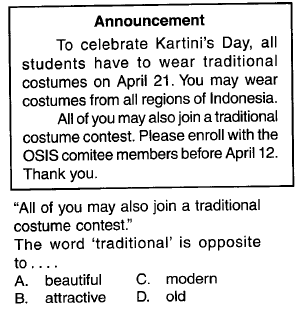 Announcement
To celebrate Kartini's Day, all
students have to wear traditional
costumes on April 21. You may wear
costumes from all regions of Indonesia.
All of you may also join a traditional
costume contest. Please enroll with the
OSIS comitee members before April 12.
Thank you.
"All of you may also join a traditional
costume contest."
The word 'traditional' is opposite
to . . . .
A. beautiful C. modern
B. attractive D. old